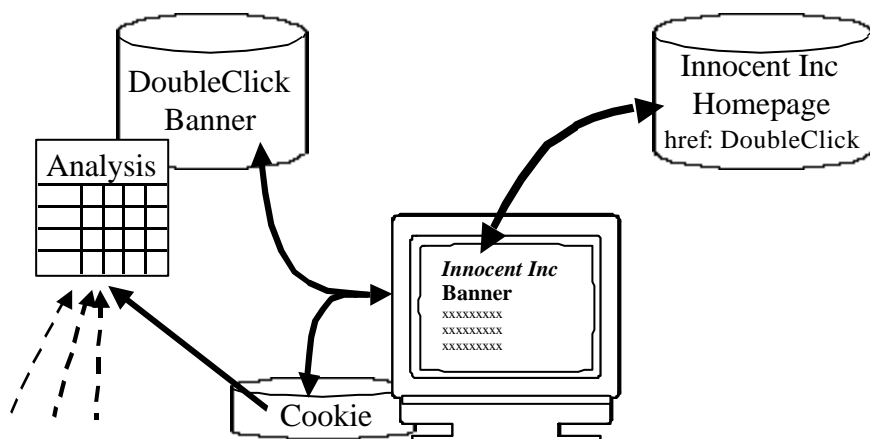 DoubleClick
Banner
Innocent Inc
Homepage
href: DoubleClick
Analysis
Innocent Inc
Banner
xxxxxxxxx
xxxxxxxxx
xxxxxxxxx
Cookie